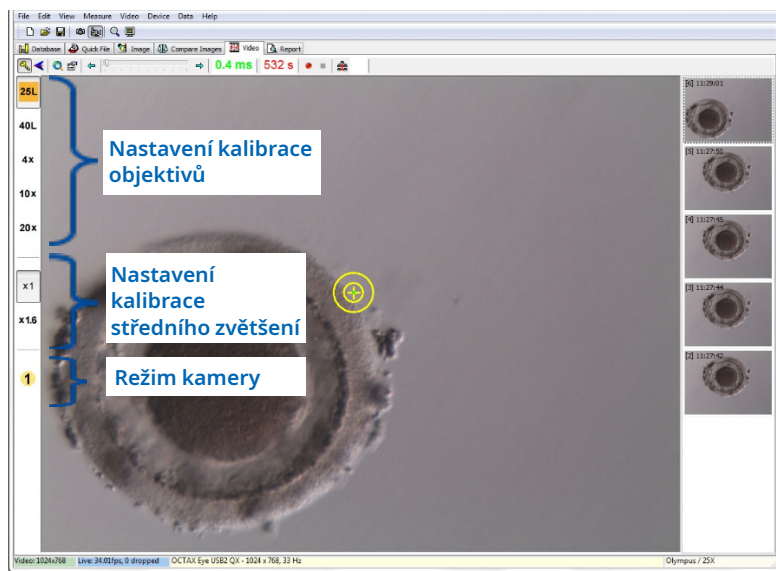 File Edit View Measure Video Device Data Help
Database Quick File Image Compare Images Video Report
0.4 ms 532 s
25L
40L
4x
10x
20x
x1
x1.6
1
Nastavení kalibrace
objektivů
Nastavení
kalibrace
středního zvětšení
Režim kamery
[6] 11:29:01
[5] 11:27:51
[4] 11:27:45
[3] 11:27:44
[2] 11:27:42
Video: 1024x768 Live: 34.01fps, 0 dropped OCTAX Eye USB2 QX - 1024 x 768, 33 Hz Olympus / 25X